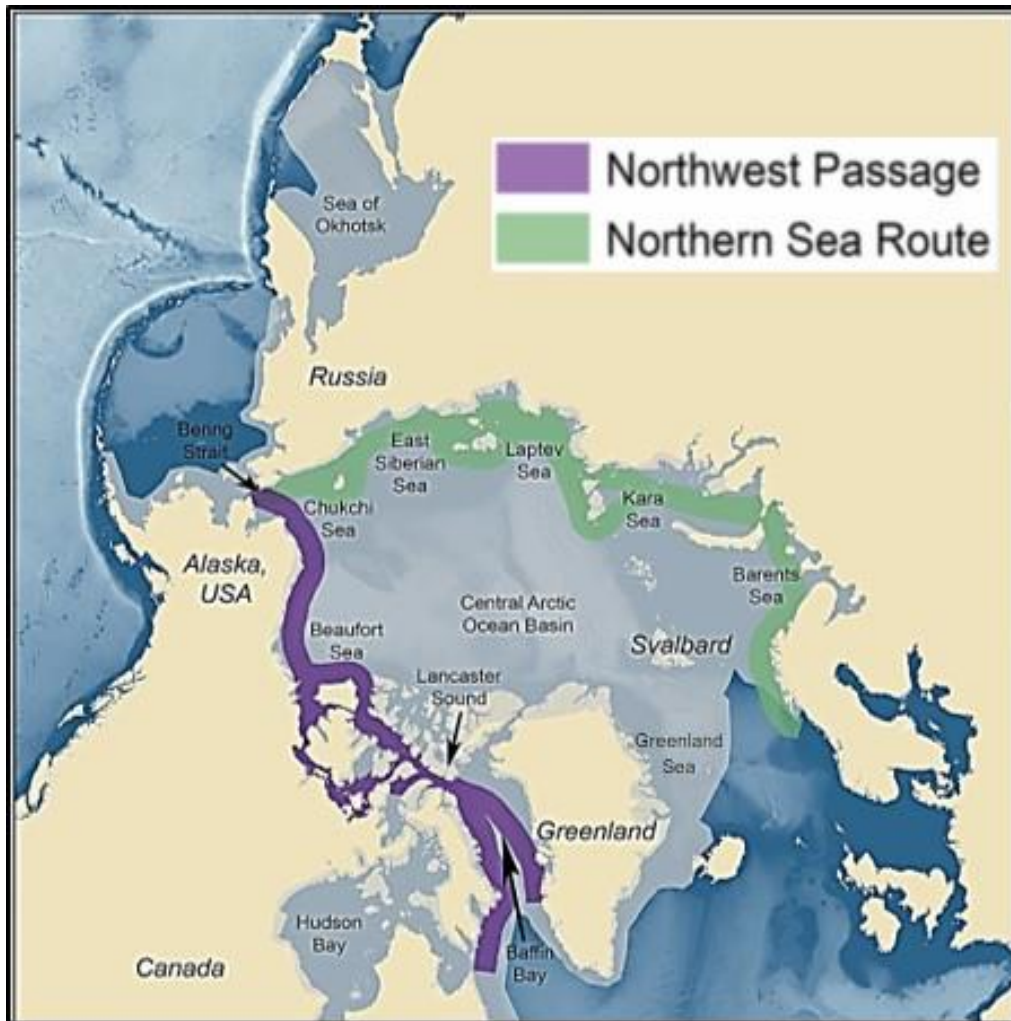 Northwest Passage
Northern Sea Route
Sea of
Okhotsk
Russia
Bering
Strait
East
Siberian
Sea
Laptev
Sea
Kara
Sea
Chukchi
Sea
Alaska,
USA
Barents
Sea
Central Arctic
Ocean Basin
Svalbard
Beaufort
Sea
Lancaster
Sound
Greenland
Sea
Greenland
Hudson
Bay
Baffin
Bay
Canada